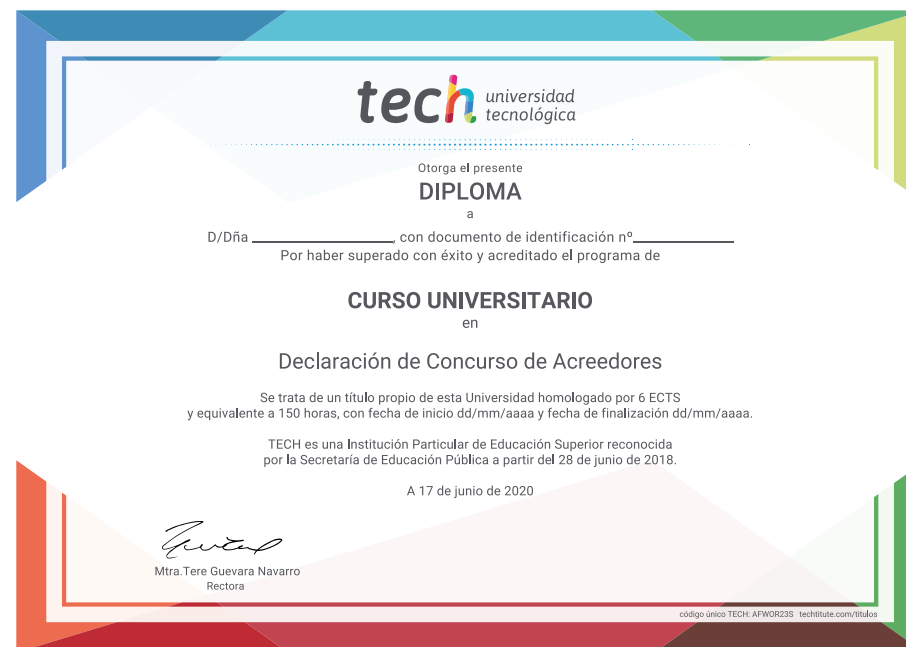 tech universidad
tecnológica
Otorga el presente
DIPLOMA
a
D/Dña ____________________, con documento de identificación nº______________
Por haber superado con éxito y acreditado el programa de
CURSO UNIVERSITARIO
en
Declaración de Concurso de Acreedores
Se trata de un título propio de esta Universidad homologado por 6 ECTS
y equivalente a 150 horas, con fecha de inicio dd/mm/aaaa y fecha de finalización dd/mm/aaaa.
TECH es una Institución Particular de Educación Superior reconocida
por la Secretaría de Educación Pública a partir del 28 de junio de 2018.
A 17 de junio de 2020
Mtra.Tere Guevara Navarro
Rectora
código único TECH: AFWOR23S techtitute.com/titulos